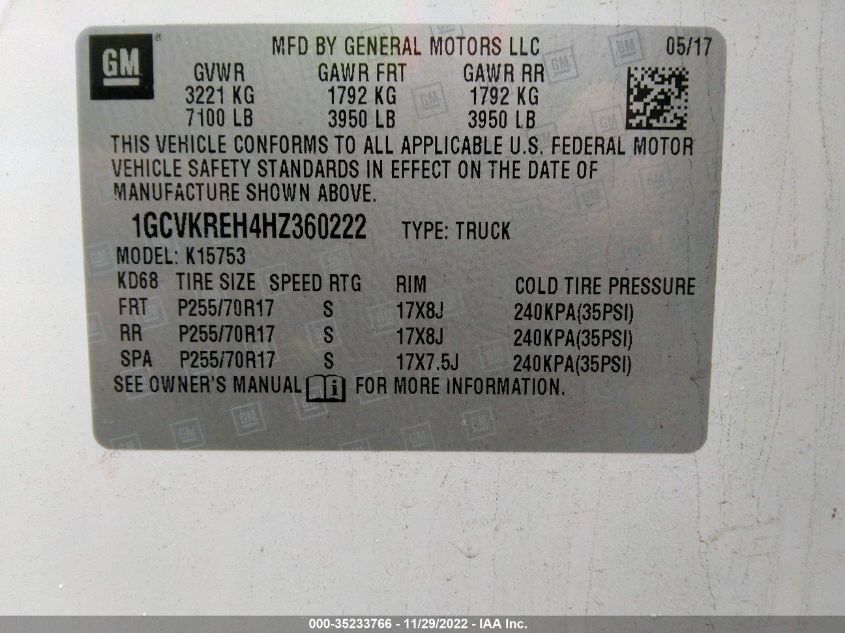 GM MFD BY GENERAL MOTORS LLC 05/17
GVWR GAWR FRT GAWR RR
3221 KG 1792 KG 1792 KG
7100 LB 3950 LB 3950 LB
THIS VEHICLE CONFORMS TO ALL APPLICABLE U.S. FEDERAL MOTOR
VEHICLE SAFETY STANDARDS IN EFFECT ON THE DATE OF
MANUFACTURE SHOWN ABOVE.
1GCVKREH4HZ360222 TYPE: TRUCK
MODEL: K15753
KD68 TIRE SIZE SPEED RTG RIM COLD TIRE PRESSURE
FRT P255/70R17 S 17X8J 240KPA(35PSI)
RR P255/70R17 S 17X8J 240KPA(35PSI)
SPA P255/70R17 S 17X7.5J 240KPA(35PSI)
SEE OWNER'S MANUAL i FOR MORE INFORMATION.
000-35233766 - 11/29/2022 - IAA Inc.